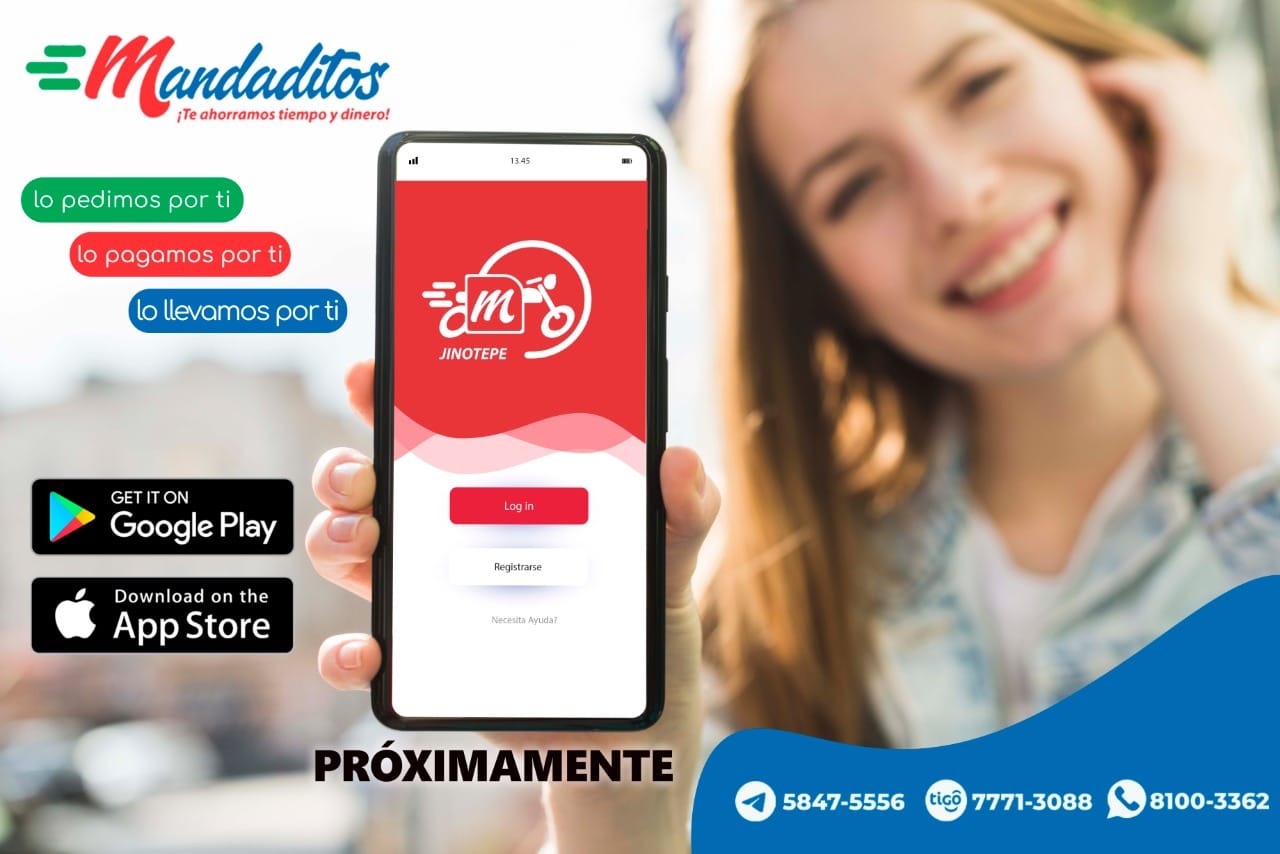 Mandaditos
¡Te ahorramos tiempo y dinero!
lo pedimos por ti
lo pagamos por ti
lo llevamos por ti
13.45
m
JINOTEPE
Log in
Registrarse
Necesita Ayuda?
GET IT ON
Google Play
Download on the
App Store
PRÓXIMAMENTE
5847-5556
tigo 7771-3088
8100-3362